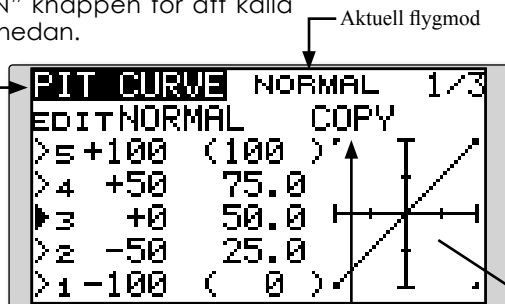 N" knappen för att kalla
medan.
Aktuell flygmod
PIT CURVE NORMAL 1/3
EDIT NORMAL COPY
>5 +100 (100 )
>4 +50 75.0
▶3 +0 50.0
>2 -50 25.0
>1 -100 ( 0 )